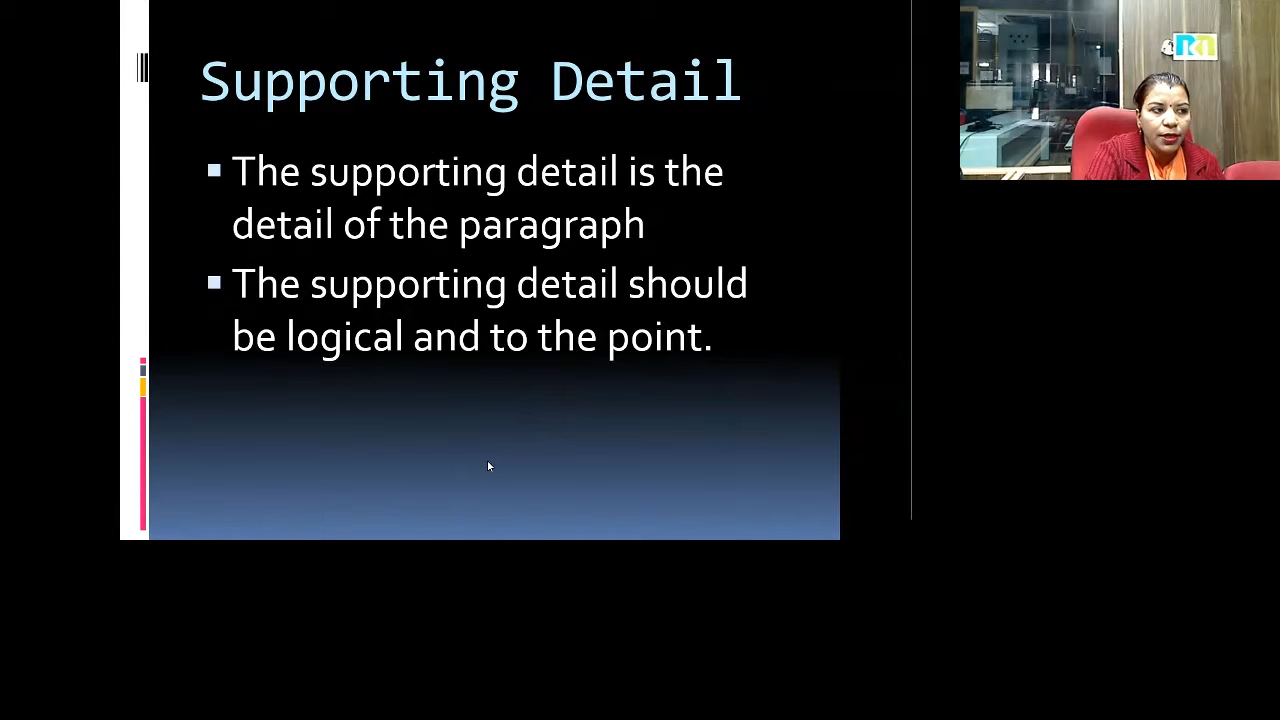 Supporting Detail
The supporting detail is the
detail of the paragraph
The supporting detail should
be logical and to the point.